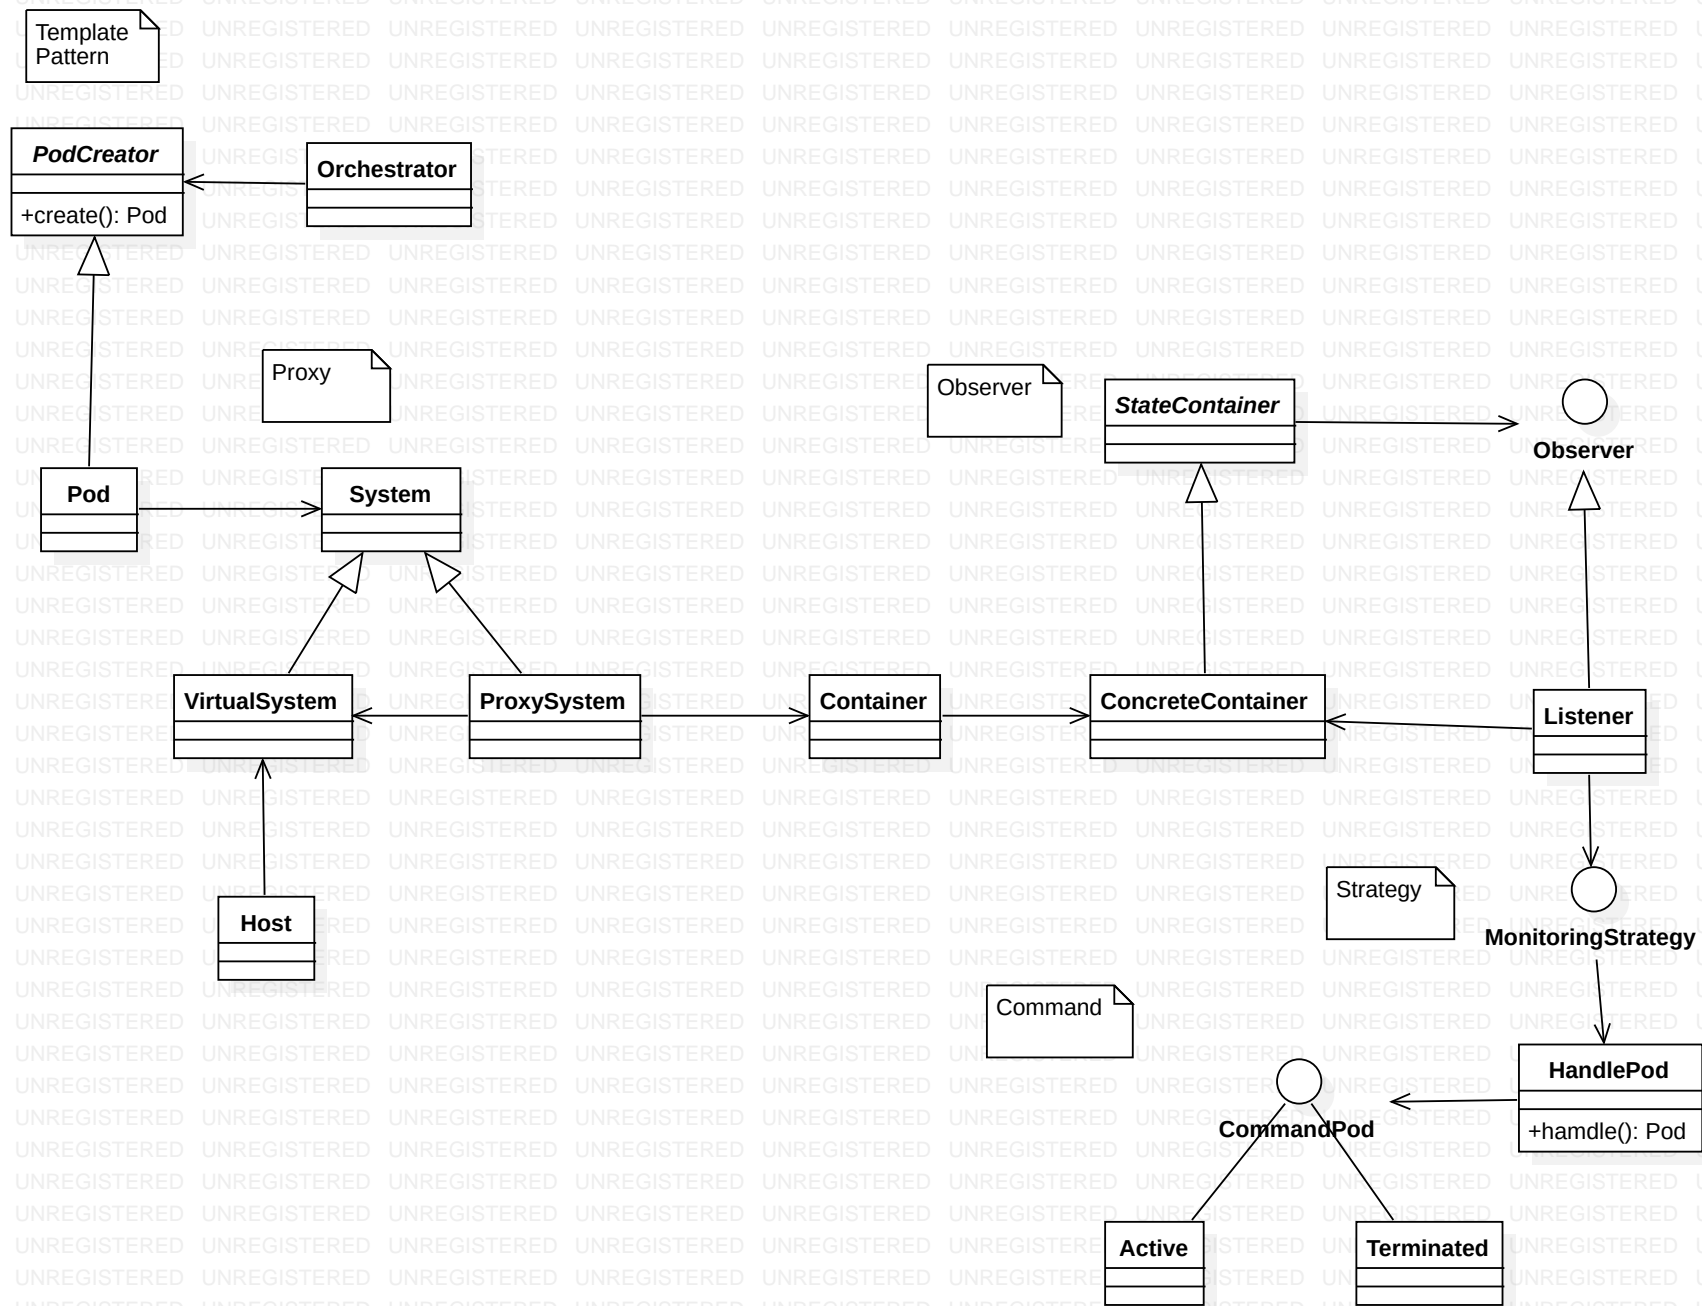 Template
Pattern
PodCreator
+create(): Pod
Orchestrator
Proxy
Observer
StateContainer
Observer
Pod
System
VirtualSystem
ProxySystem
Container
ConcreteContainer
Listener
Host
Strategy
MonitoringStrategy
Command
CommandPod
HandlePod
+hamdle(): Pod
Active
Terminated
UNREGISTERED